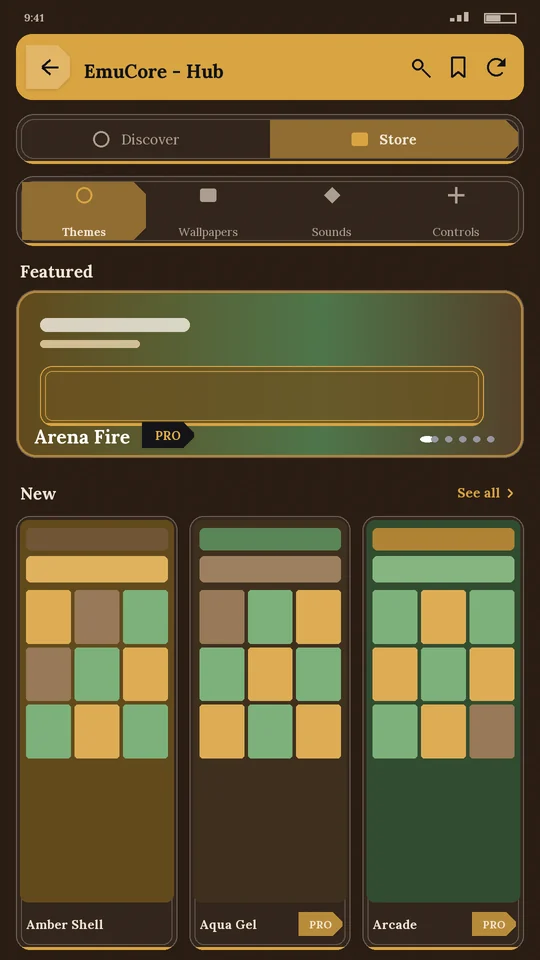 9:41
EmuCore - Hub
Discover
Store
Themes
Wallpapers
Sounds
Controls
Featured
Arena Fire
PRO
New
See all
Amber Shell
Aqua Gel
PRO
Arcade
PRO